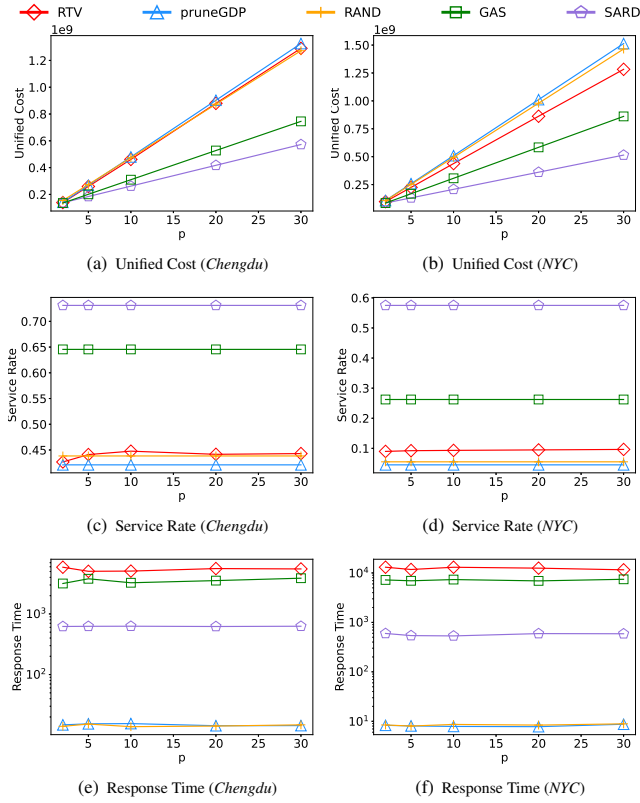 RTV pruneGDP RAND GAS SARD
1e9 1e9
Unified Cost 1.2 1.0 0.8 0.6 0.4 0.2
5 10 15 20 25 30
p
Unified Cost 1.50 1.25 1.00 0.75 0.50 0.25
5 10 15 20 25 30
p
(a) Unified Cost (Chengdu) (b) Unified Cost (NYC)
Service Rate 0.70 0.65 0.60 0.55 0.50 0.45
5 10 15 20 25 30
p
Service Rate 0.6 0.5 0.4 0.3 0.2 0.1
5 10 15 20 25 30
p
(c) Service Rate (Chengdu) (d) Service Rate (NYC)
Response Time 10³ 10²
5 10 15 20 25 30
p
Response Time 10⁴ 10³ 10² 10¹
5 10 15 20 25 30
p
(e) Response Time (Chengdu) (f) Response Time (NYC)